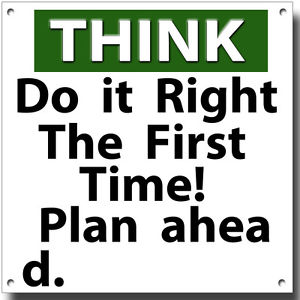 THINK
Do it Right
The First
Time!
Plan ahea
d.